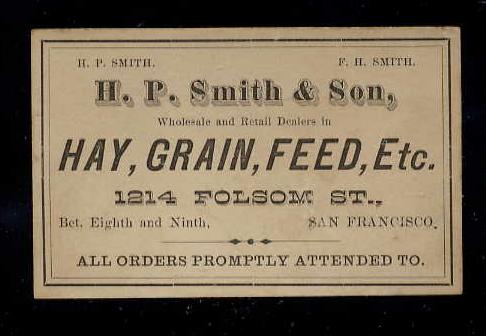 H. P. SMITH. F. H. SMITH.
H. P. Smith & Son,
Wholesale and Retail Dealers in
HAY, GRAIN, FEED, Etc.
1214 FOLSOM ST.,
Bet. Eighth and Ninth, SAN FRANCISCO.
ALL ORDERS PROMPTLY ATTENDED TO.